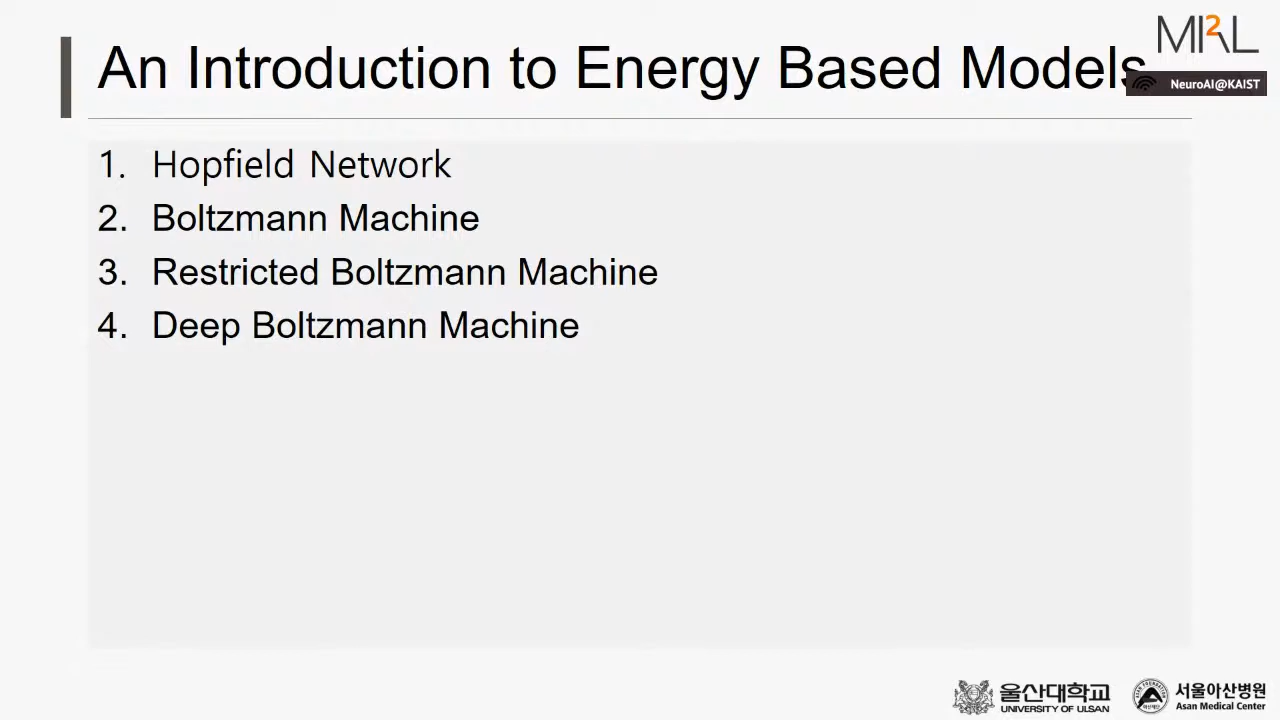 MI2RL
An Introduction to Energy Based Models
NeuroAI@KAIST
1. Hopfield Network
2. Boltzmann Machine
3. Restricted Boltzmann Machine
4. Deep Boltzmann Machine
울산대학교
UNIVERSITY OF ULSAN
서울아산병원
Asan Medical Center